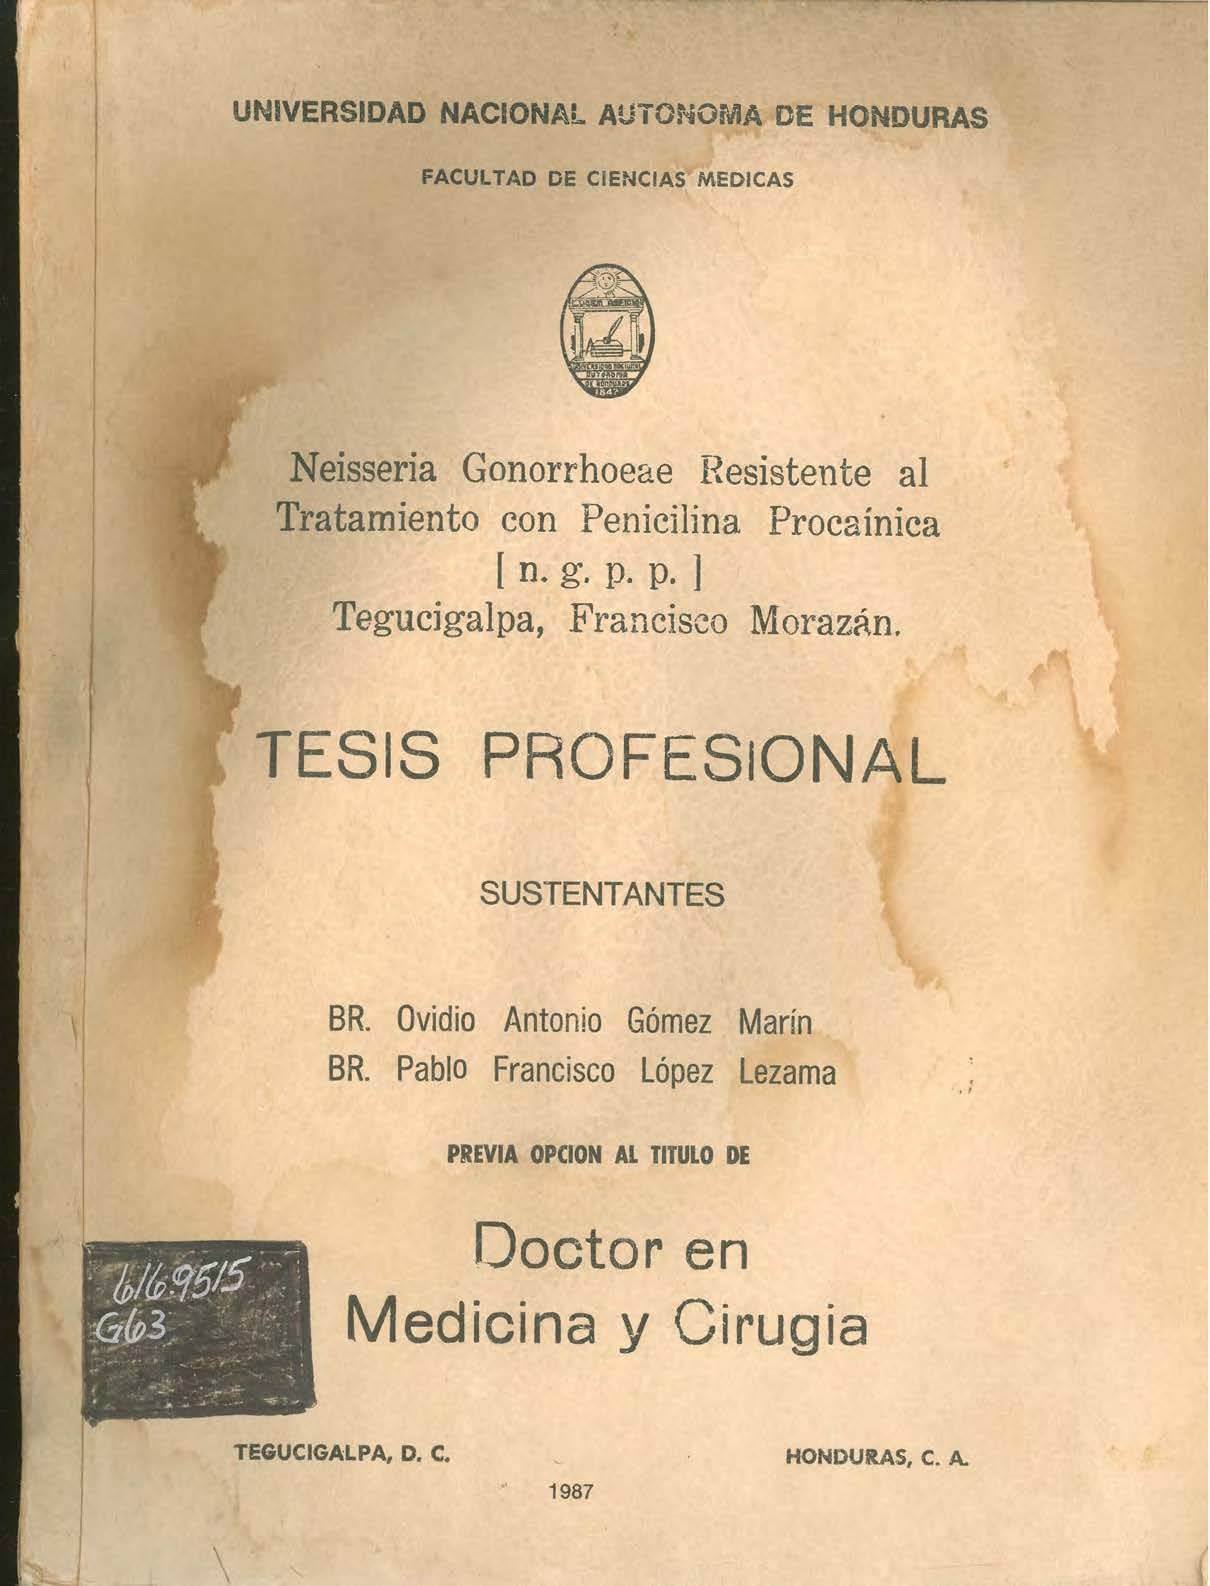 UNIVERSIDAD NACIONAL AUTONOMA DE HONDURAS
FACULTAD DE CIENCIAS MEDICAS
1847
Neisseria Gonorrhoeae Resistente al
Tratamiento con Penicilina Procaínica
[ n. g. p. p. ]
Tegucigalpa, Francisco Morazán.
TESIS PROFESIONAL
SUSTENTANTES
BR. Ovidio Antonio Gómez Marín
BR. Pablo Francisco López Lezama
PREVIA OPCION AL TITULO DE
Doctor en
Medicina y Cirugia
616.9515
G63
TEGUCIGALPA, D. C. HONDURAS, C. A.
1987